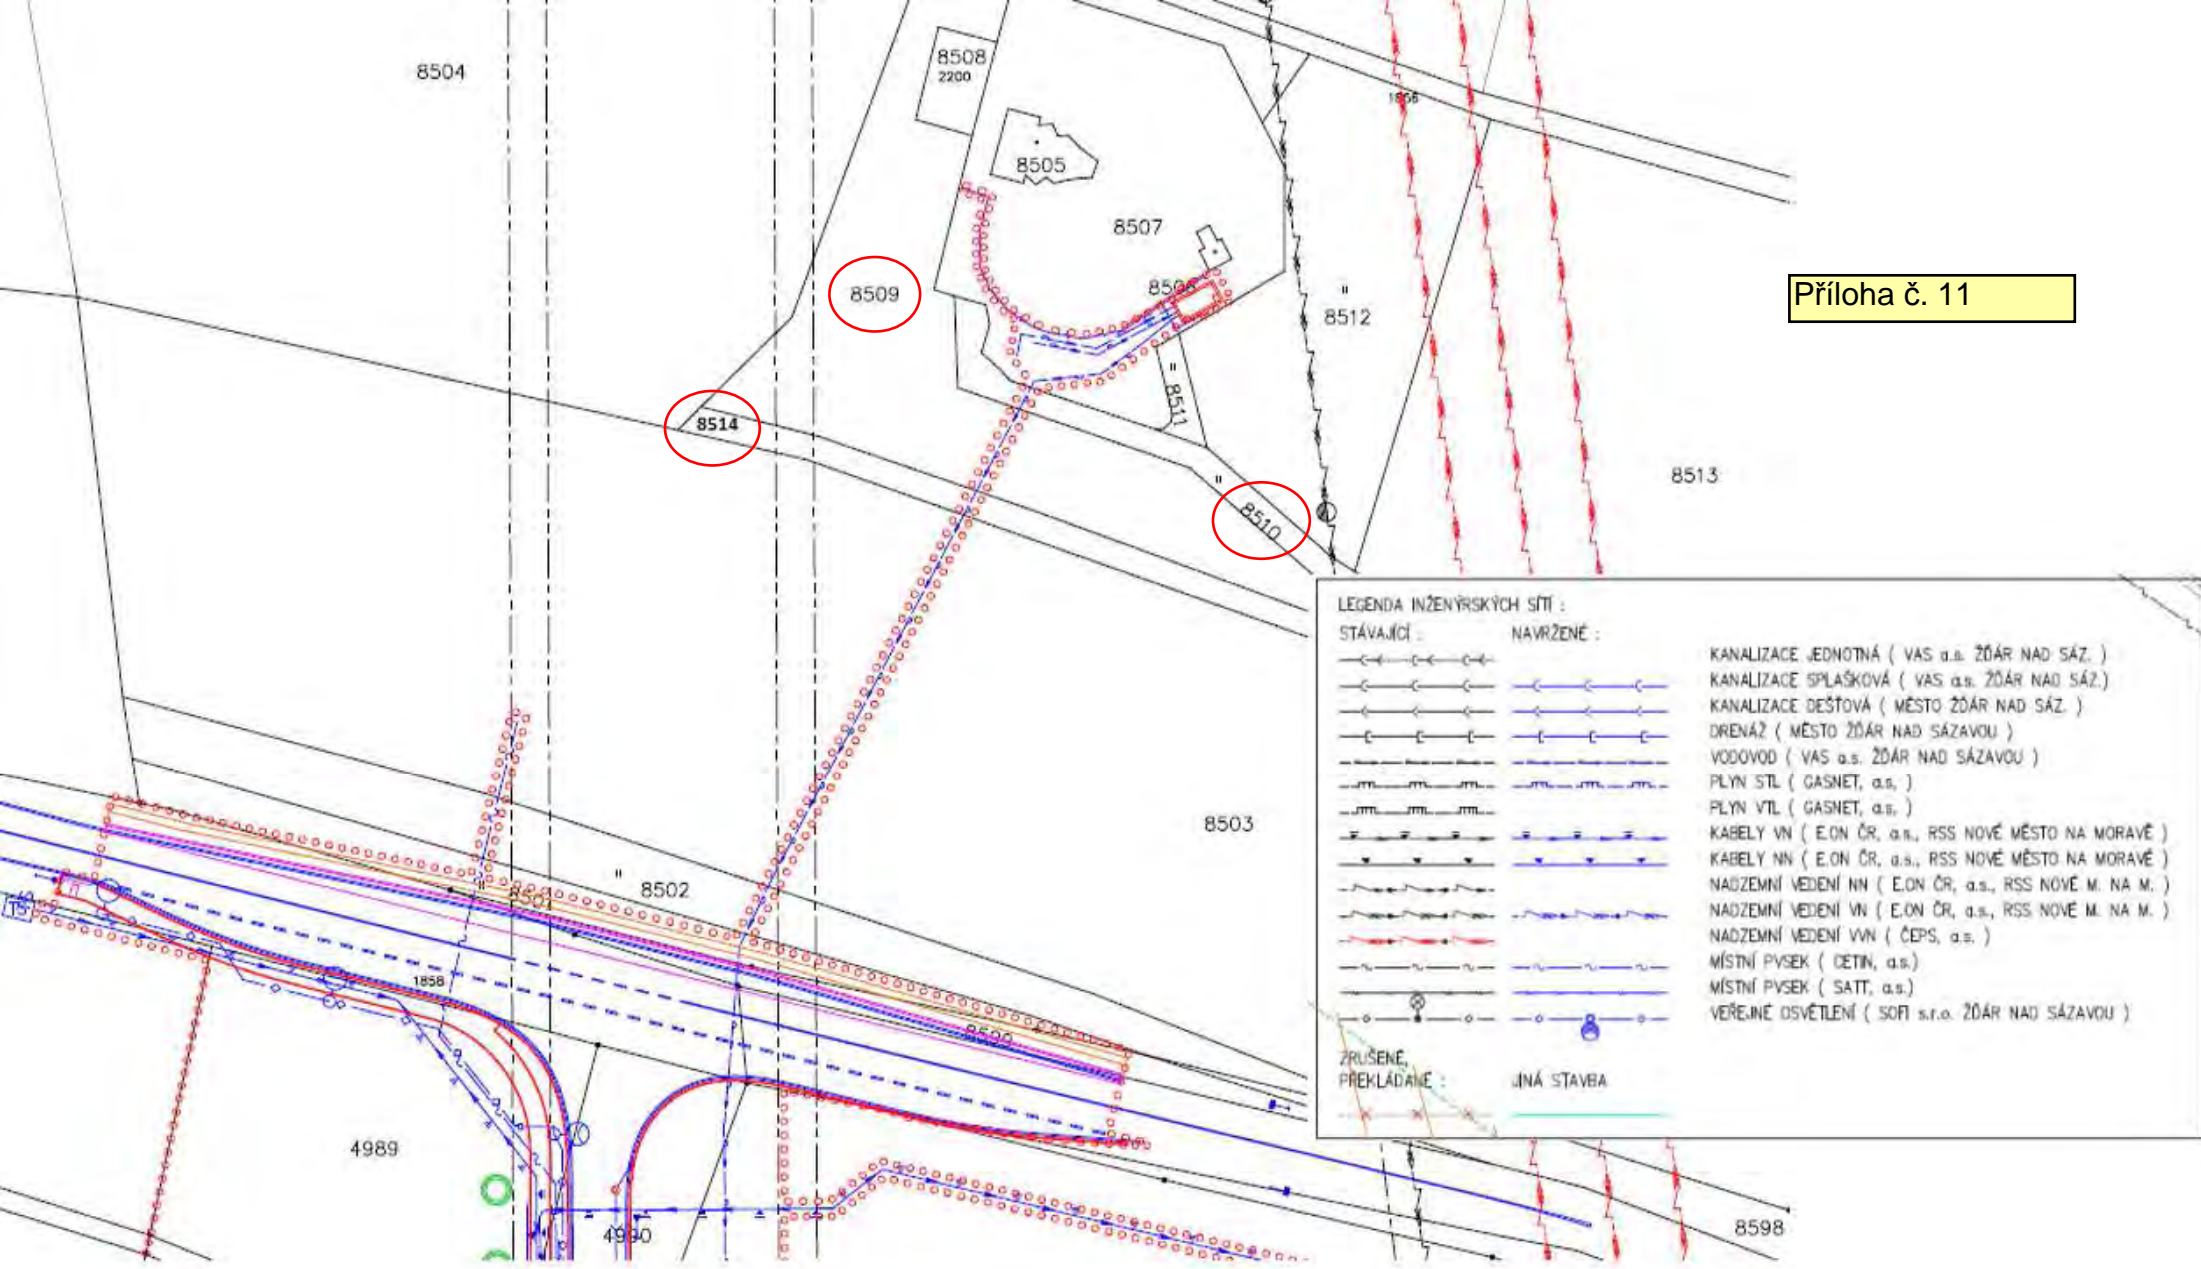 8504
8508
2200
1856
8505
8507
8506
8509
8512
Příloha č. 11
8511
8514
8513
8510
LEGENDA INŽENÝRSKÝCH SÍTÍ :
STÁVAJÍCÍ : NAVRŽENÉ :
KANALIZACE JEDNOTNÁ ( VAS a.s. ŽĎÁR NAD SÁZ. )
KANALIZACE SPLAŠKOVÁ ( VAS a.s. ŽĎÁR NAD SÁZ.)
KANALIZACE DEŠŤOVÁ ( MĚSTO ŽĎÁR NAD SÁZ. )
DRENÁŽ ( MĚSTO ŽĎÁR NAD SÁZAVOU )
VODOVOD ( VAS a.s. ŽĎÁR NAD SÁZAVOU )
PLYN STL ( GASNET, a.s. )
PLYN VTL ( GASNET, a.s. )
KABELY VN ( E.ON ČR, a.s., RSS NOVÉ MĚSTO NA MORAVĚ )
KABELY NN ( E.ON ČR, a.s., RSS NOVÉ MĚSTO NA MORAVĚ )
NADZEMNÍ VEDENÍ NN ( E.ON ČR, a.s., RSS NOVÉ M. NA M. )
NADZEMNÍ VEDENÍ VN ( E.ON ČR, a.s., RSS NOVÉ M. NA M. )
NADZEMNÍ VEDENÍ VVN ( ČEPS, a.s. )
MÍSTNÍ PVSEK ( CETIN, a.s.)
MÍSTNÍ PVSEK ( SATT, a.s.)
VEŘEJNÉ OSVĚTLENÍ ( SOFI s.r.o. ŽĎÁR NAD SÁZAVOU )
ZRUŠENÉ,
PŘEKLÁDANÉ : JINÁ STAVBA
8503
8502
8501
TS
1858
4989
4990
8598